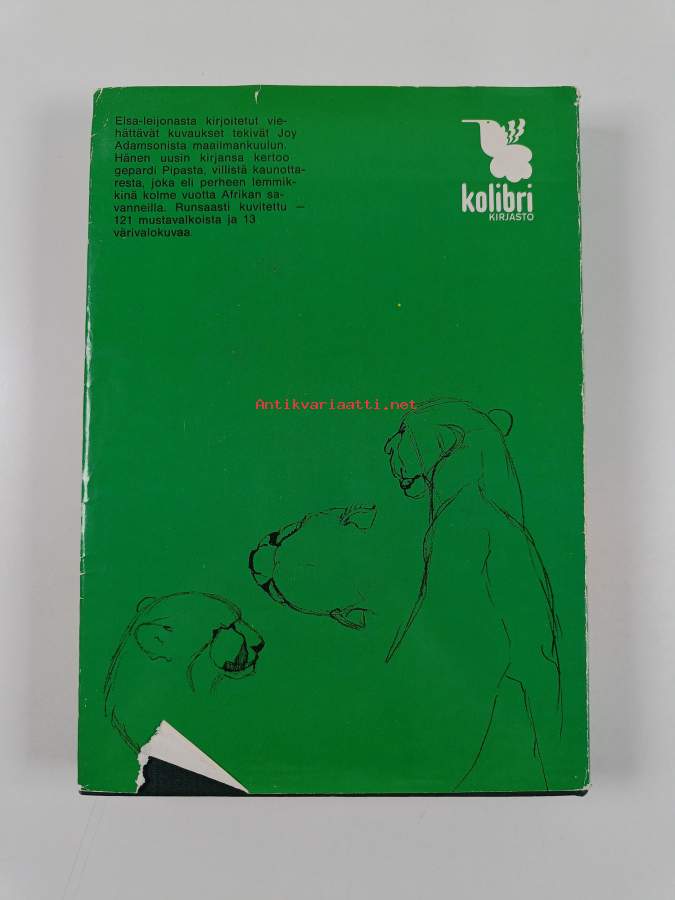 Elsa-leijonasta kirjoitetut vie-
hättävät kuvaukset tekivät Joy
Adamsonista maailmankuulun.
Hänen uusin kirjansa kertoo
gepardi Pipasta, villistä kaunotta-
resta, joka eli perheen lemmik-
kinä kolme vuotta Afrikan sa-
vanneilla. Runsaasti kuvitettu —
121 mustavalkoista ja 13
värivalokuvaa.
kolibri
KIRJASTO
Antikvariaatti.net